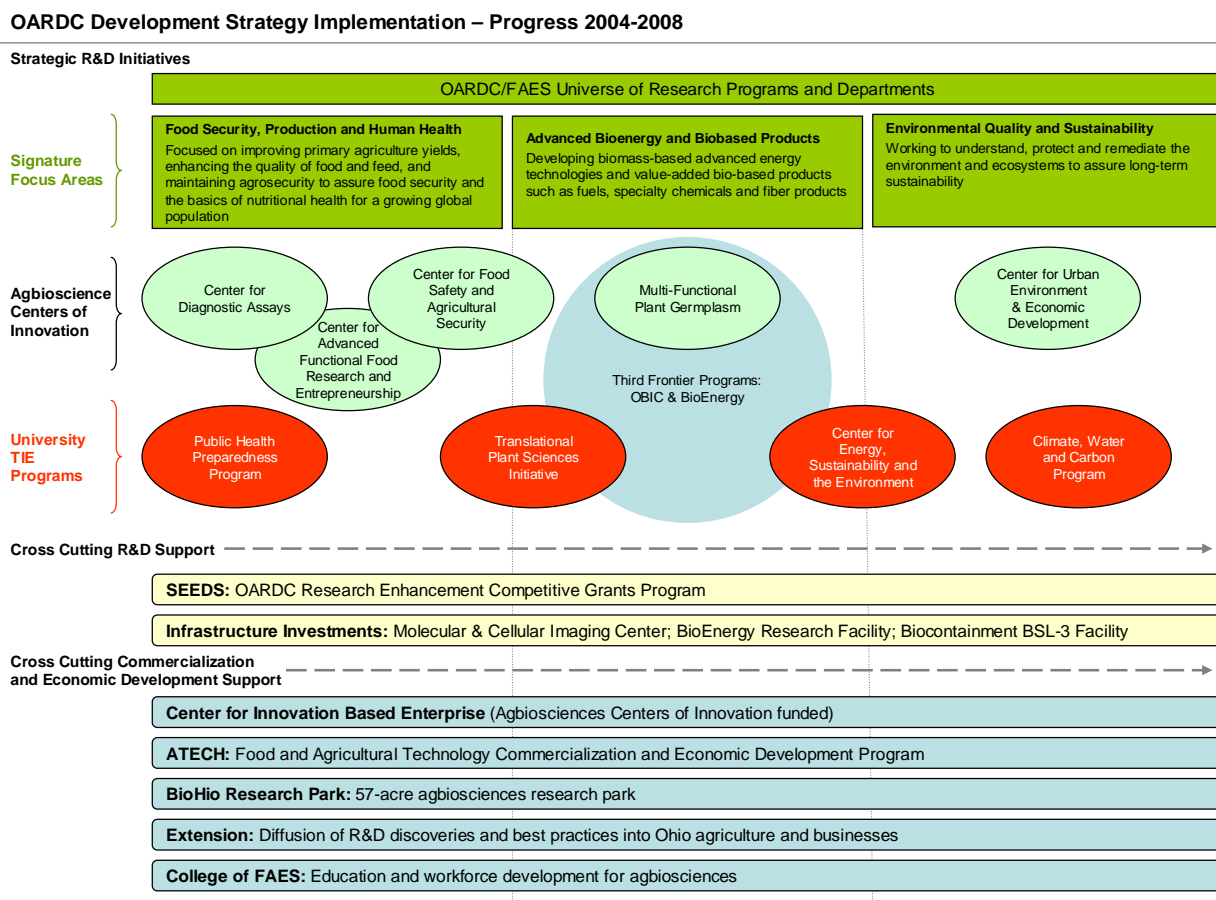 OARDC Development Strategy Implementation – Progress 2004-2008
Strategic R&D Initiatives
OARDC/FAES Universe of Research Programs and Departments
Signature
Focus Areas
Food Security, Production and Human Health
Focused on improving primary agriculture yields,
enhancing the quality of food and feed, and
maintaining agrosecurity to assure food security and
the basics of nutritional health for a growing global
population
Advanced Bioenergy and Biobased Products
Developing biomass-based advanced energy
technologies and value-added bio-based products
such as fuels, specialty chemicals and fiber products
Environmental Quality and Sustainability
Working to understand, protect and remediate the
environment and ecosystems to assure long-term
sustainability
Agbioscience
Centers of
Innovation
Center for
Diagnostic Assays
Center for
Advanced
Functional Food
Research and
Entrepreneurship
Center for Food
Safety and
Agricultural
Security
Multi-Functional
Plant Germplasm
Center for Urban
Environment
& Economic
Development
Third Frontier Programs:
OBIC & BioEnergy
University
TIE
Programs
Public Health
Preparedness
Program
Translational
Plant Sciences
Initiative
Center for
Energy,
Sustainability and
the Environment
Climate, Water
and Carbon
Program
Cross Cutting R&D Support
SEEDS: OARDC Research Enhancement Competitive Grants Program
Infrastructure Investments: Molecular & Cellular Imaging Center; BioEnergy Research Facility; Biocontainment BSL-3 Facility
Cross Cutting Commercialization
and Economic Development Support
Center for Innovation Based Enterprise (Agbiosciences Centers of Innovation funded)
ATECH: Food and Agricultural Technology Commercialization and Economic Development Program
BioHio Research Park: 57-acre agbiosciences research park
Extension: Diffusion of R&D discoveries and best practices into Ohio agriculture and businesses
College of FAES: Education and workforce development for agbiosciences